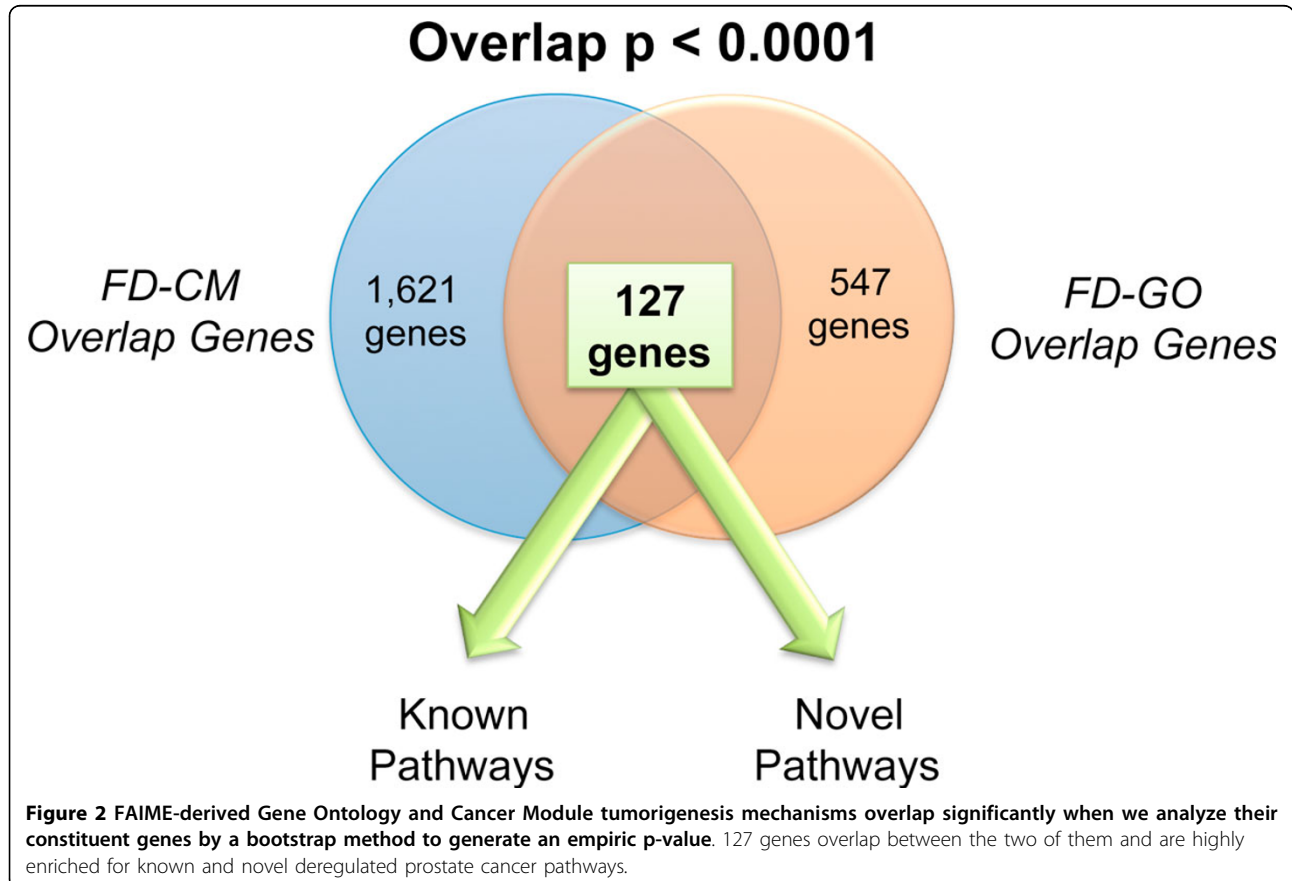 Overlap p < 0.0001
FD-CM
Overlap Genes
1,621
genes
127
genes
547
genes
FD-GO
Overlap Genes
Known
Pathways
Novel
Pathways
Figure 2 FAIME-derived Gene Ontology and Cancer Module tumorigenesis mechanisms overlap significantly when we analyze their
constituent genes by a bootstrap method to generate an empiric p-value. 127 genes overlap between the two of them and are highly
enriched for known and novel deregulated prostate cancer pathways.